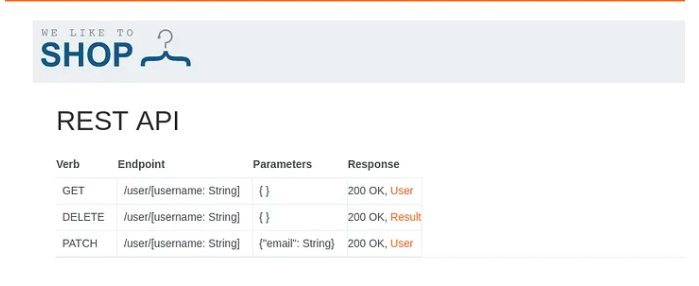 WE LIKE TO
SHOP
REST API
Verb Endpoint Parameters Response
GET /user/[username: String] { } 200 OK, User
DELETE /user/[username: String] { } 200 OK, Result
PATCH /user/[username: String] {"email": String} 200 OK, User